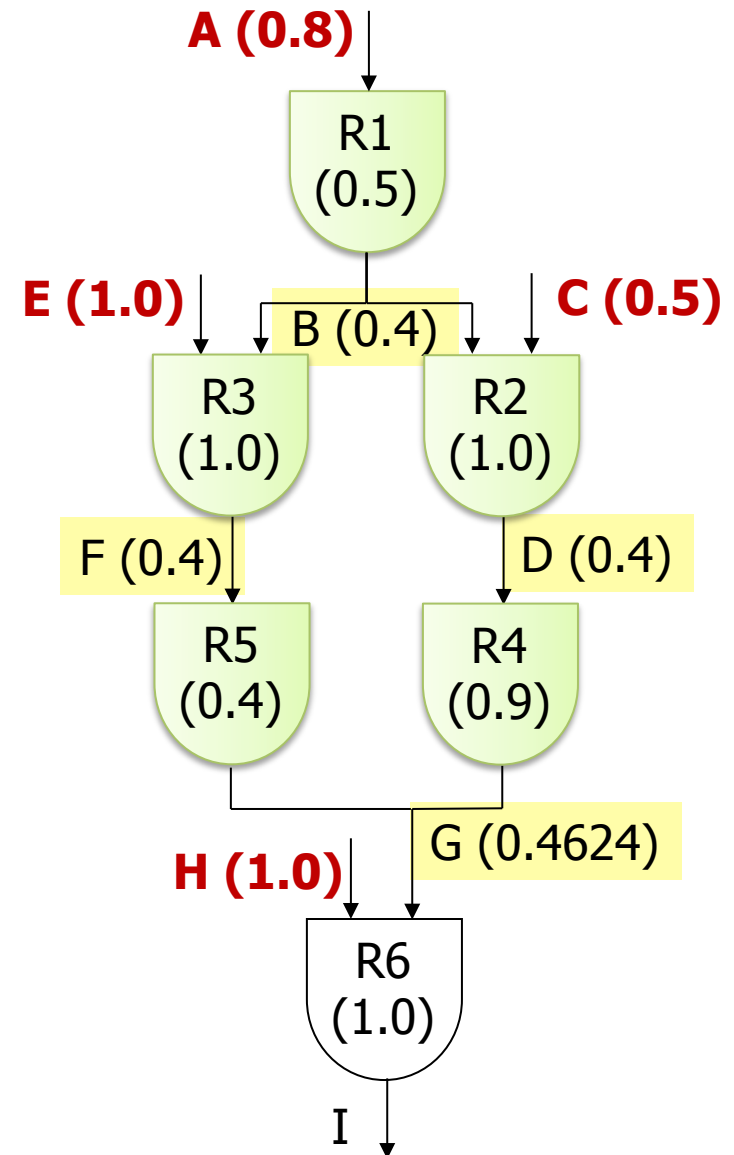 A (0.8)
R1
(0.5)
E (1.0)
B (0.4)
C (0.5)
R3
(1.0)
R2
(1.0)
F (0.4)
D (0.4)
R5
(0.4)
R4
(0.9)
G (0.4624)
H (1.0)
R6
(1.0)
I